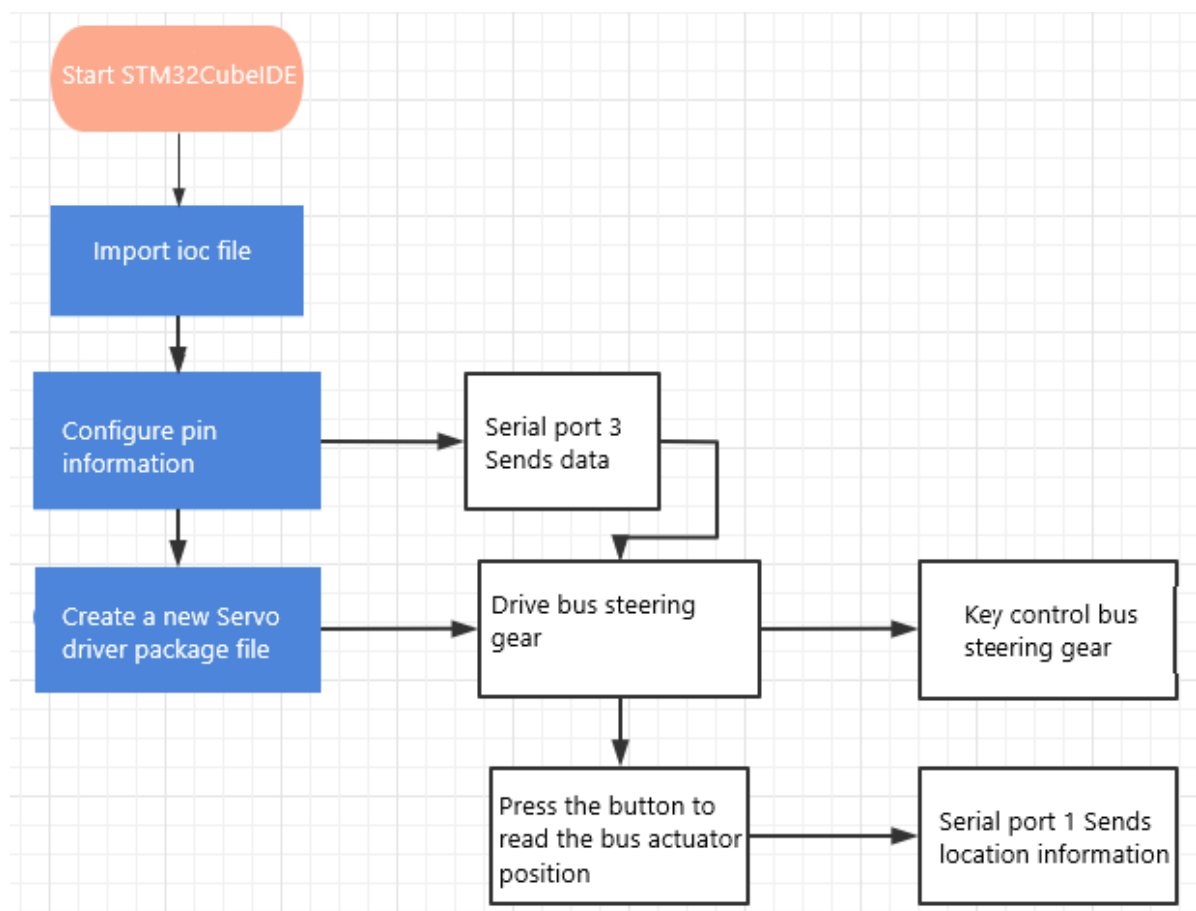 Start STM32CubeIDE
Import ioc file
Configure pin
information
Serial port 3
Sends data
Create a new Servo
driver package file
Drive bus steering
gear
Key control bus
steering gear
Press the button to
read the bus actuator
position
Serial port 1 Sends
location information